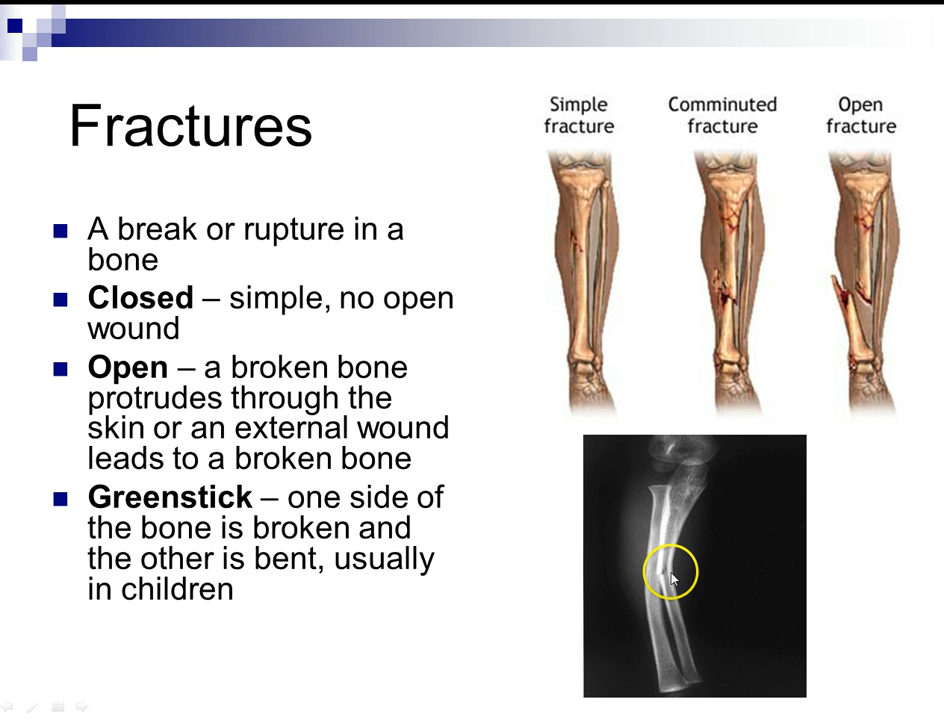 Fractures
A break or rupture in a
bone
Closed – simple, no open
wound
Open – a broken bone
protrudes through the
skin or an external wound
leads to a broken bone
Greenstick – one side of
the bone is broken and
the other is bent, usually
in children
Simple
fracture
Comminuted
fracture
Open
fracture